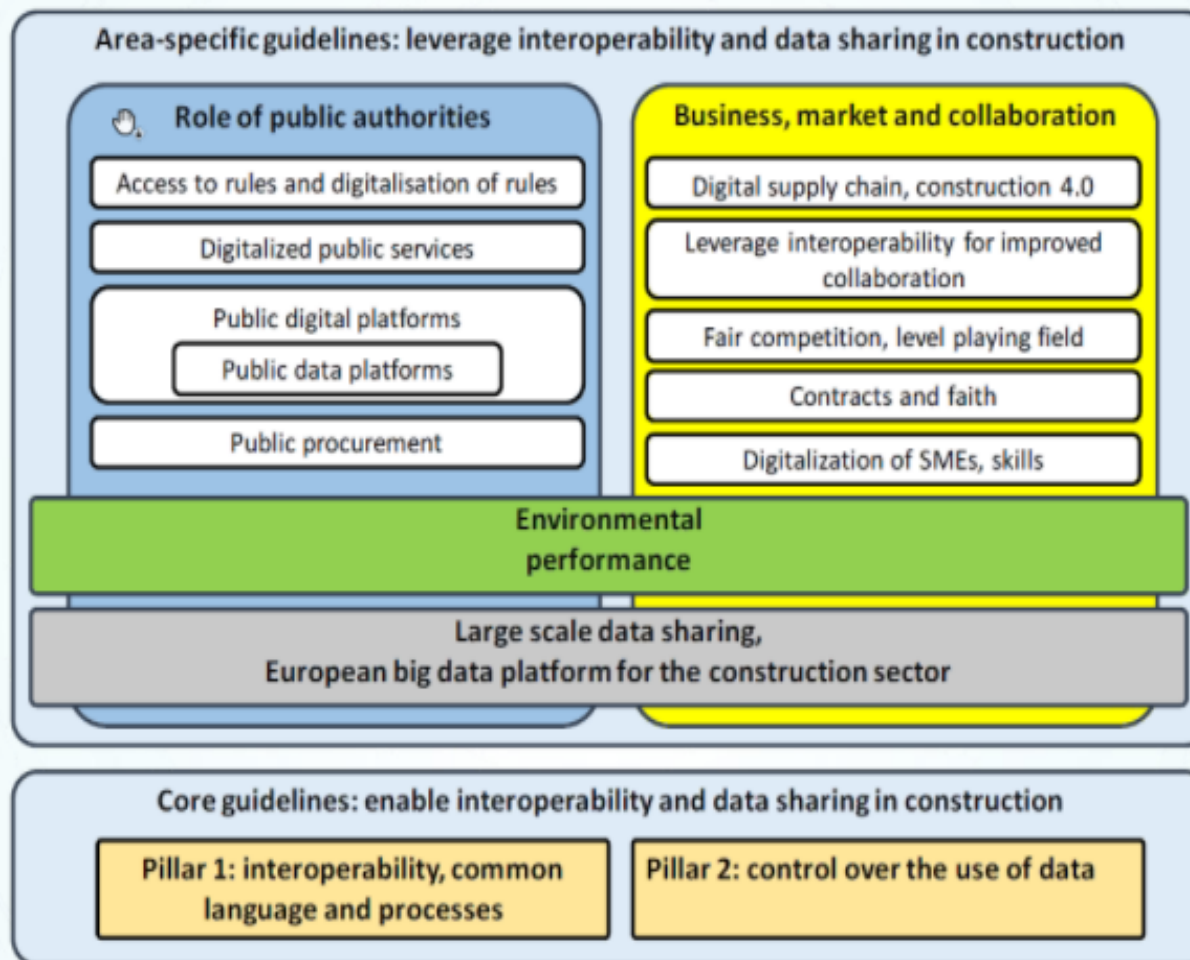 Area-specific guidelines: leverage interoperability and data sharing in construction
Role of public authorities
Access to rules and digitalisation of rules
Digitalized public services
Public digital platforms
Public data platforms
Public procurement
Business, market and collaboration
Digital supply chain, construction 4.0
Leverage interoperability for improved
collaboration
Fair competition, level playing field
Contracts and faith
Digitalization of SMEs, skills
Environmental
performance
Large scale data sharing,
European big data platform for the construction sector
Core guidelines: enable interoperability and data sharing in construction
Pillar 1: interoperability, common
language and processes
Pillar 2: control over the use of data